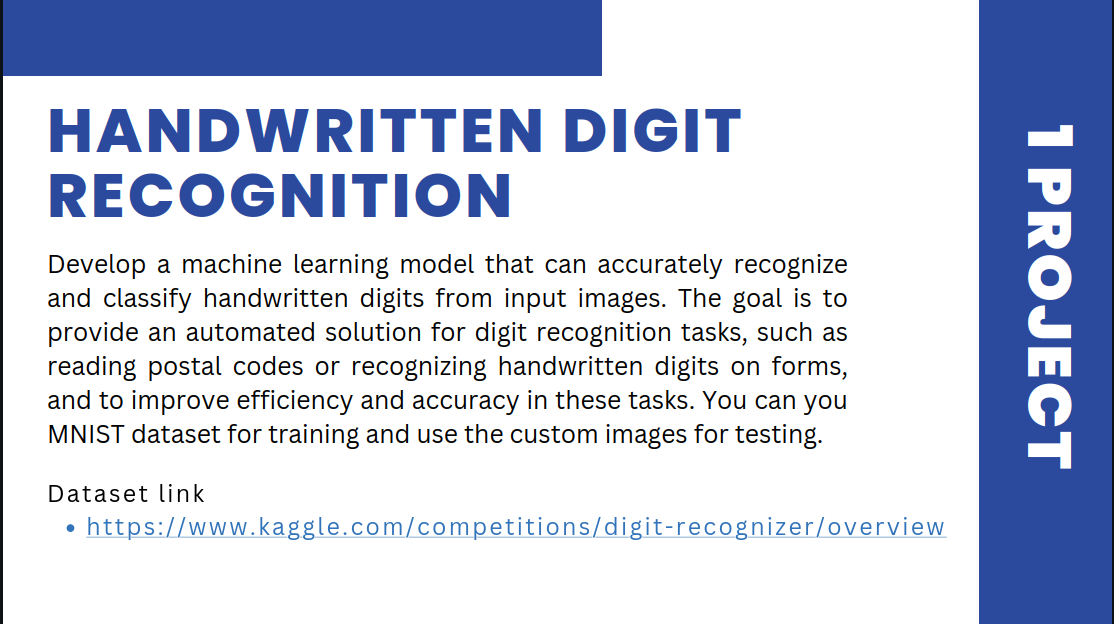 HANDWRITTEN DIGIT
RECOGNITION
Develop a machine learning model that can accurately recognize
and classify handwritten digits from input images. The goal is to
provide an automated solution for digit recognition tasks, such as
reading postal codes or recognizing handwritten digits on forms,
and to improve efficiency and accuracy in these tasks. You can you
MNIST dataset for training and use the custom images for testing.
Dataset link
• https://www.kaggle.com/competitions/digit-recognizer/overview
1 PROJECT